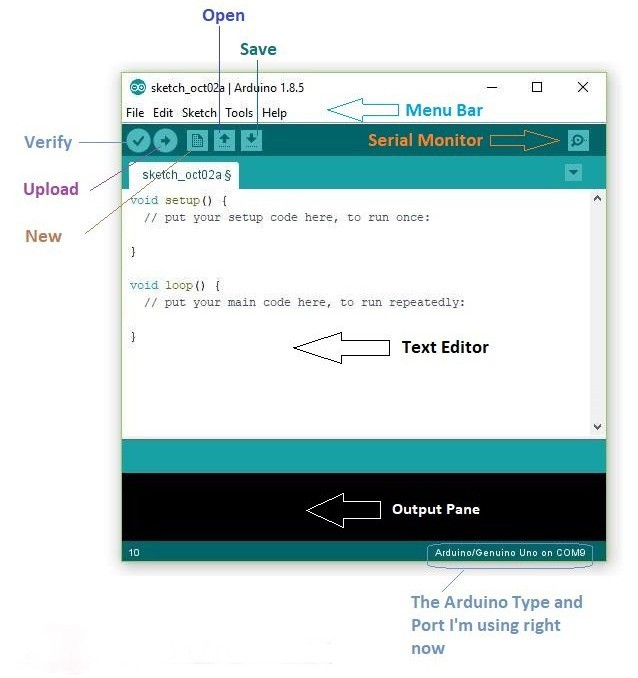 Open
Save
sketch_oct02a | Arduino 1.8.5
File Edit Sketch Tools Help
Menu Bar
Verify
Serial Monitor
Upload
sketch_oct02a §
New
void setup() {
// put your setup code here, to run once:
}
void loop() {
// put your main code here, to run repeatedly:
}
Text Editor
Output Pane
10
Arduino/Genuino Uno on COM9
The Arduino Type and
Port I'm using right
now